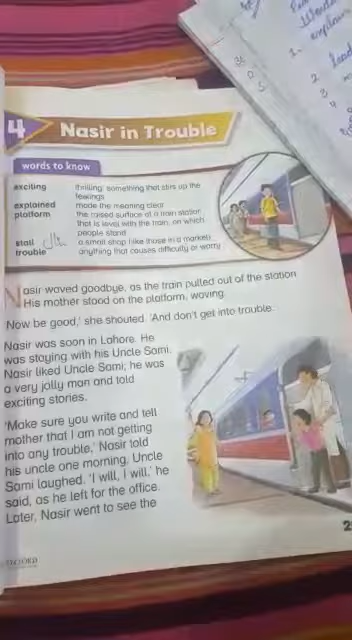 4 Nasir in Trouble
words to know
exciting thrilling; something that stirs up the
feelings
explained made the meaning clear
platform the raised surface at a train station
that is level with the train, on which
people stand
stall a small shop (like those in a market)
trouble anything that causes difficulty or worry
Nasir waved goodbye, as the train pulled out of the station.
His mother stood on the platform, waving.
'Now be good,' she shouted. 'And don't get into trouble.'
Nasir was soon in Lahore. He
was staying with his Uncle Sami.
Nasir liked Uncle Sami; he was
a very jolly man and told
exciting stories.
'Make sure you write and tell
mother that I am not getting
into any trouble,' Nasir told
his uncle one morning. Uncle
Sami laughed. 'I will, I will,' he
said, as he left for the office.
Later, Nasir went to see the
2
OXFORD
explain
1.
2
3
4